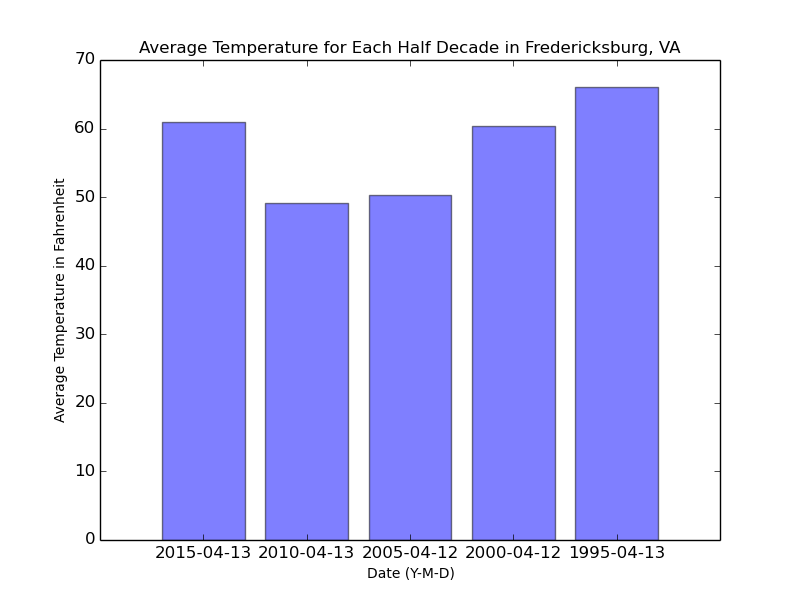 Average Temperature for Each Half Decade in Fredericksburg, VA
70
60
50
40
30
20
10
0
Average Temperature in Fahrenheit
2015-04-13 2010-04-13 2005-04-12 2000-04-12 1995-04-13
Date (Y-M-D)